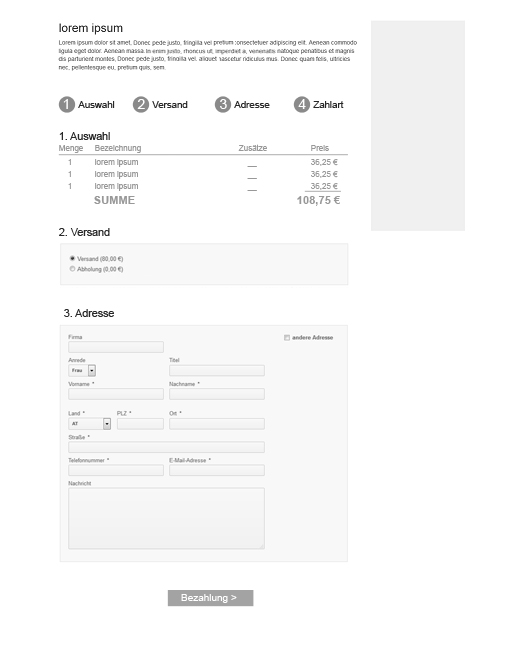 lorem ipsum
Lorem ipsum dolor sit amet. Donec pede justo, fringilla vel pretium consectetuer adipiscing elit. Aenean commodo
ligula eget dolor. Aenean massa.In enim justo, rhoncus ut, imperdiet a, venenatis natoque penatibus et magnis
dis parturient montes. Donec pede justo, fringilla vel, aliquet nascetur ridiculus mus. Donec quam felis, ultricies
nec, pellentesque eu, pretium quis, sem.
1 Auswahl 2 Versand 3 Adresse 4 Zahlart
1. Auswahl
Menge Bezeichnung Zusätze Preis
1 lorem ipsum __ 36,25 €
1 lorem ipsum __ 36,25 €
1 lorem ipsum __ 36,25 €
SUMME 108,75 €
2. Versand
Versand (80,00 €)
Abholung (0,00 €)
3. Adresse
Firma andere Adresse
Anrede Titel
Frau
Vorname * Nachname *
Land * PLZ * Ort *
AT
Straße *
Telefonnummer * E-Mail-Adresse *
Nachricht
Bezahlung >